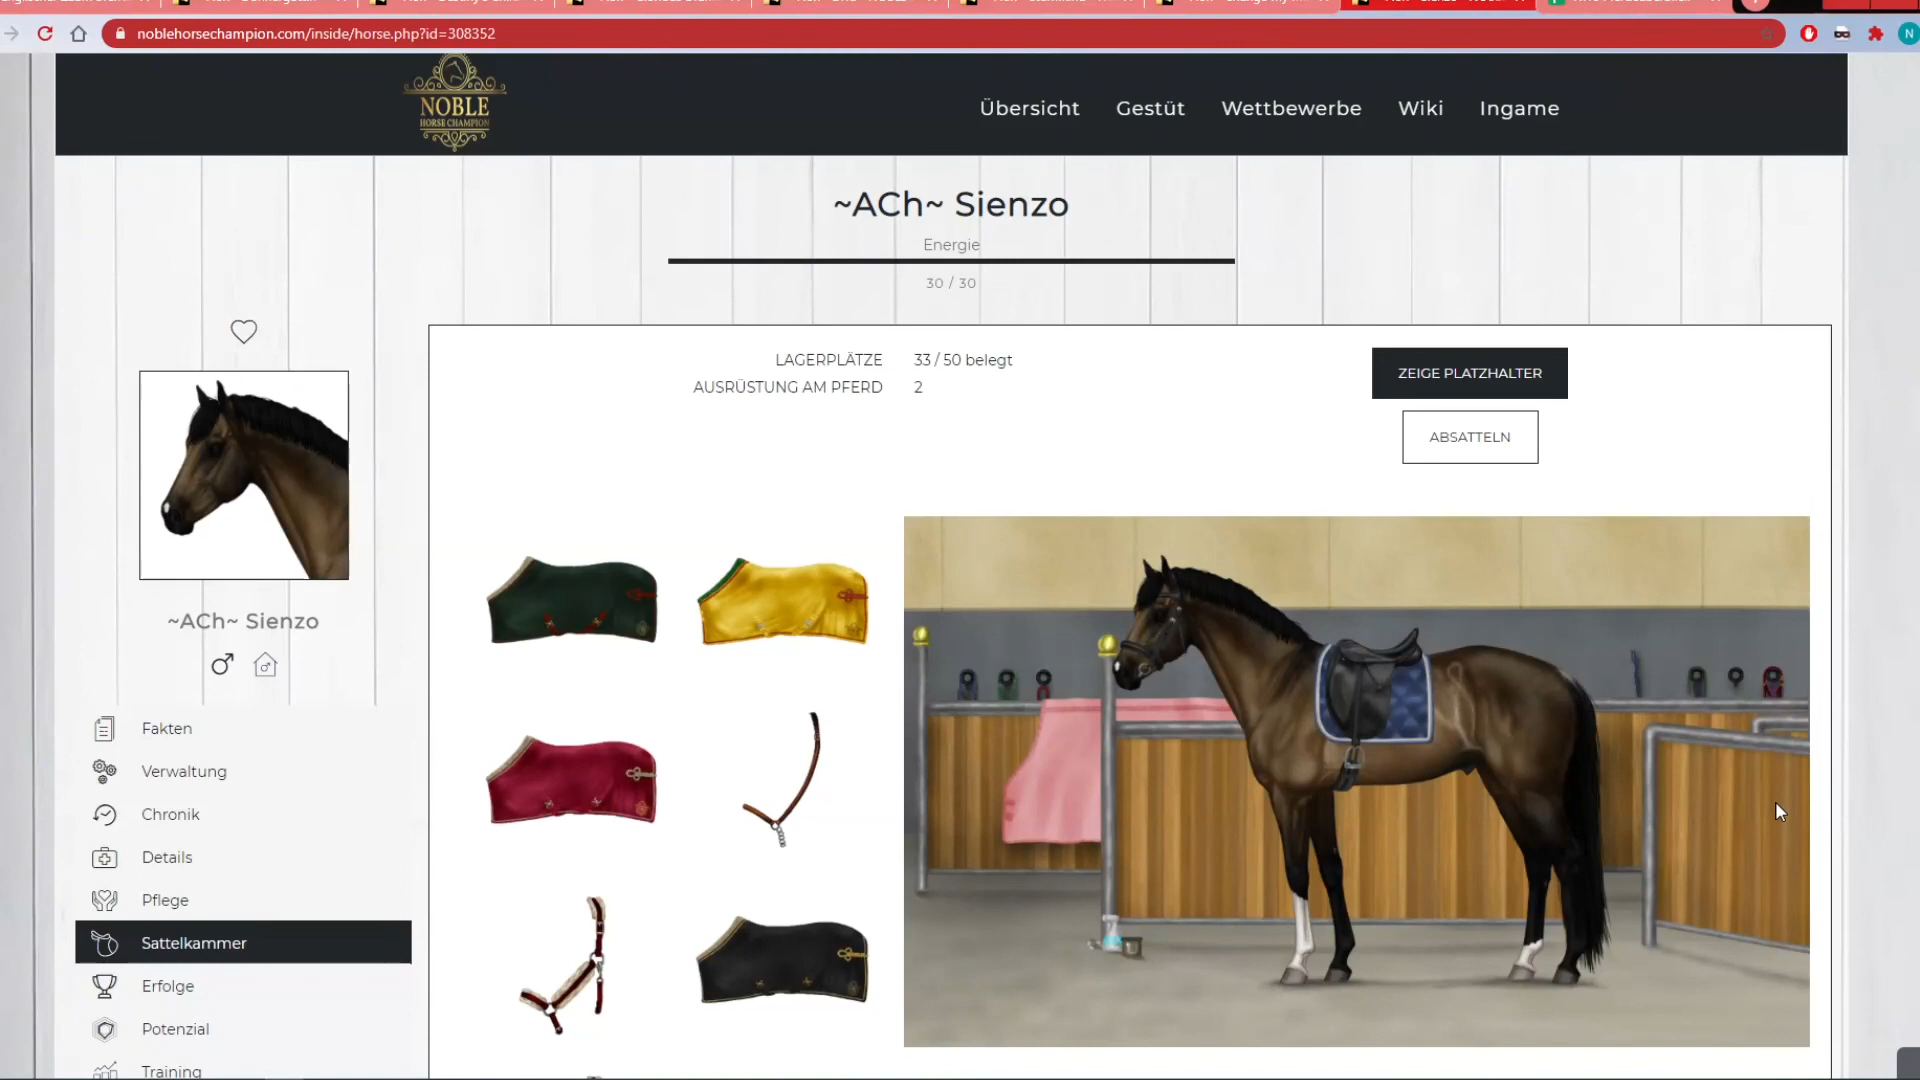 noblehorsechampion.com/inside/horse.php?id=308352
N
NOBLE
HORSE CHAMPION
Übersicht
Gestüt
Wettbewerbe
Wiki
Ingame
~ACh~ Sienzo
Energie
30 / 30
LAGERPLÄTZE 33 / 50 belegt
AUSRÜSTUNG AM PFERD 2
ZEIGE PLATZHALTER
ABSATTELN
~ACh~ Sienzo
Fakten
Verwaltung
Chronik
Details
Pflege
Sattelkammer
Erfolge
Potenzial
Training